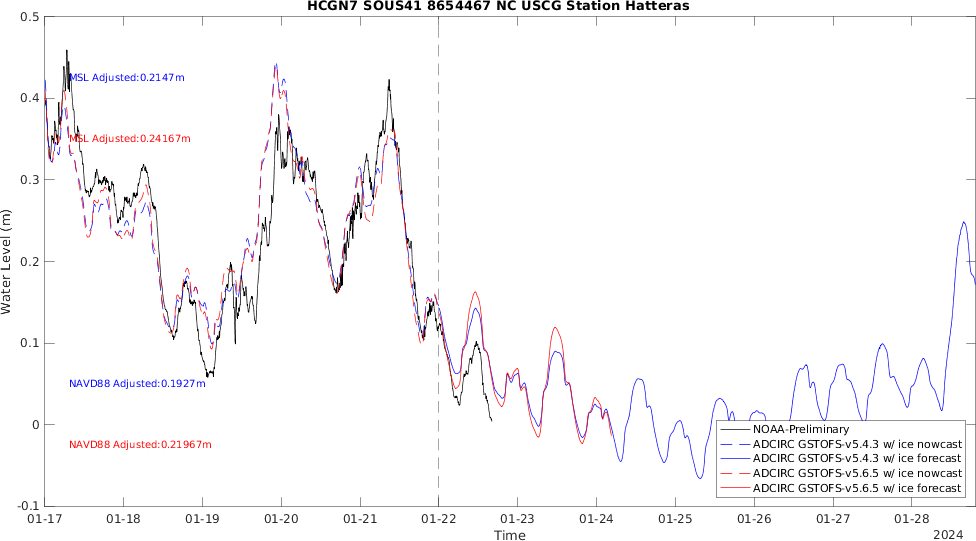 HCGN7 SOUS41 8654467 NC USCG Station Hatteras
0.5
0.4
0.3
0.2
0.1
0
-0.1
Water Level (m)
MSL Adjusted:0.2147m
MSL Adjusted:0.24167m
NAVD88 Adjusted:0.1927m
NAVD88 Adjusted:0.21967m
NOAA-Preliminary
ADCIRC GSTOFS-v5.4.3 w/ ice nowcast
ADCIRC GSTOFS-v5.4.3 w/ ice forecast
ADCIRC GSTOFS-v5.6.5 w/ ice nowcast
ADCIRC GSTOFS-v5.6.5 w/ ice forecast
01-17 01-18 01-19 01-20 01-21 01-22 01-23 01-24 01-25 01-26 01-27 01-28
Time
2024